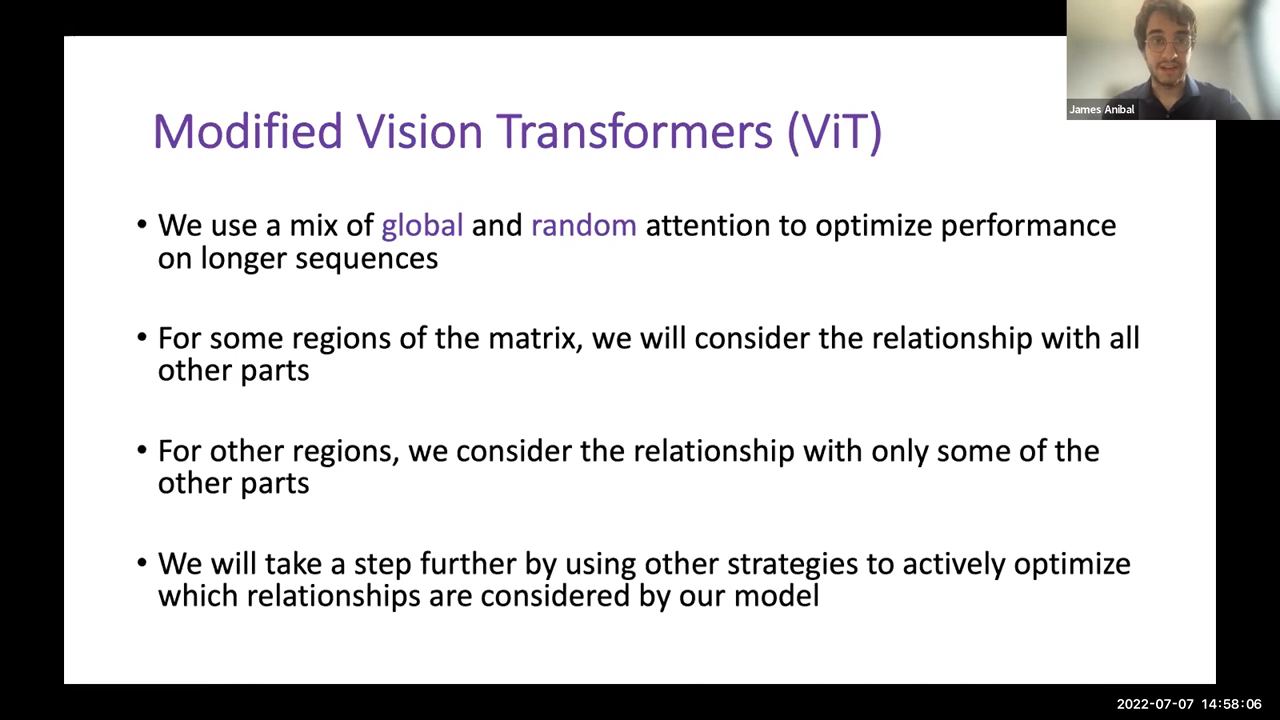 James Anibal
Modified Vision Transformers (ViT)
• We use a mix of global and random attention to optimize performance
on longer sequences
• For some regions of the matrix, we will consider the relationship with all
other parts
• For other regions, we consider the relationship with only some of the
other parts
• We will take a step further by using other strategies to actively optimize
which relationships are considered by our model
2022-07-07 14:58:06